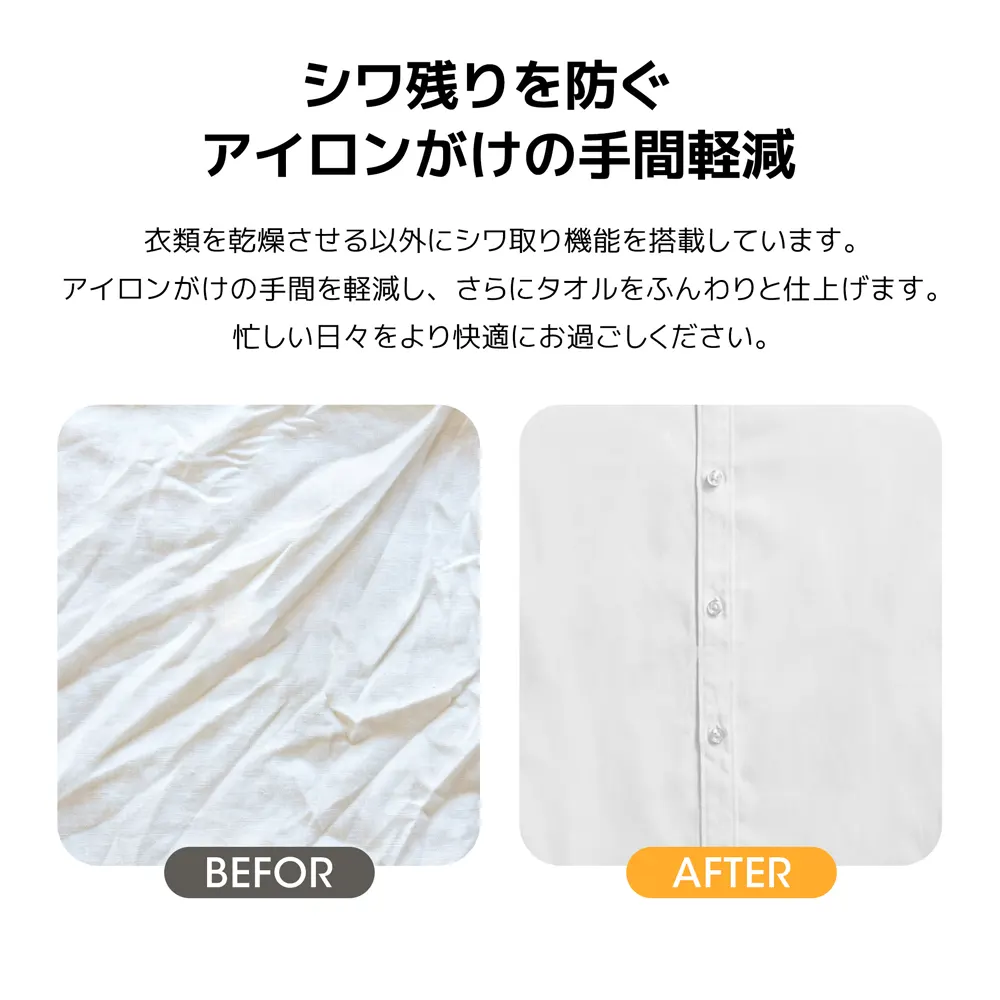 シワ残りを防ぐ
アイロンがけの手間軽減
衣類を乾燥させる以外にシワ取り機能を搭載しています。
アイロンがけの手間を軽減し、さらにタオルをふんわりと仕上げます。
忙しい日々をより快適にお過ごしください。
BEFOR
AFTER